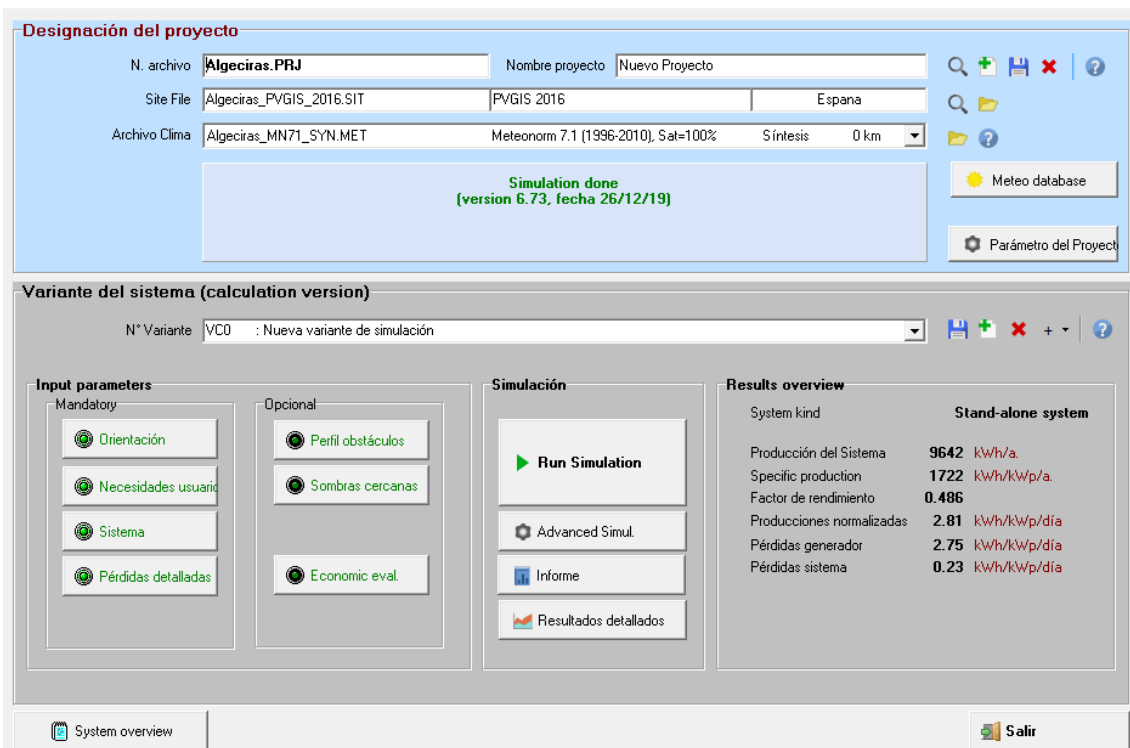 Designación del proyecto
N. archivo Algeciras.PRJ Nombre proyecto Nuevo Proyecto
Site File Algeciras_PVGIS_2016.SIT PVGIS 2016 Espana
Archivo Clima Algeciras_MN71_SYN.MET Meteonorm 7.1 (1996-2010), Sat=100% Síntesis 0 km
Simulation done
(version 6.73, fecha 26/12/19)
Meteo database
Parámetro del Proyect
Variante del sistema (calculation version)
N° Variante VC0 : Nueva variante de simulación
Input parameters
Mandatory
Orientación
Necesidades usuario
Sistema
Pérdidas detalladas
Opcional
Perfil obstáculos
Sombras cercanas
Economic eval.
Simulación
Run Simulation
Advanced Simul.
Informe
Resultados detallados
Results overview
System kind Stand-alone system
Producción del Sistema 9642 kWh/a.
Specific production 1722 kWh/kWp/a.
Factor de rendimiento 0.486
Producciones normalizadas 2.81 kWh/kWp/día
Pérdidas generador 2.75 kWh/kWp/día
Pérdidas sistema 0.23 kWh/kWp/día
System overview
Salir